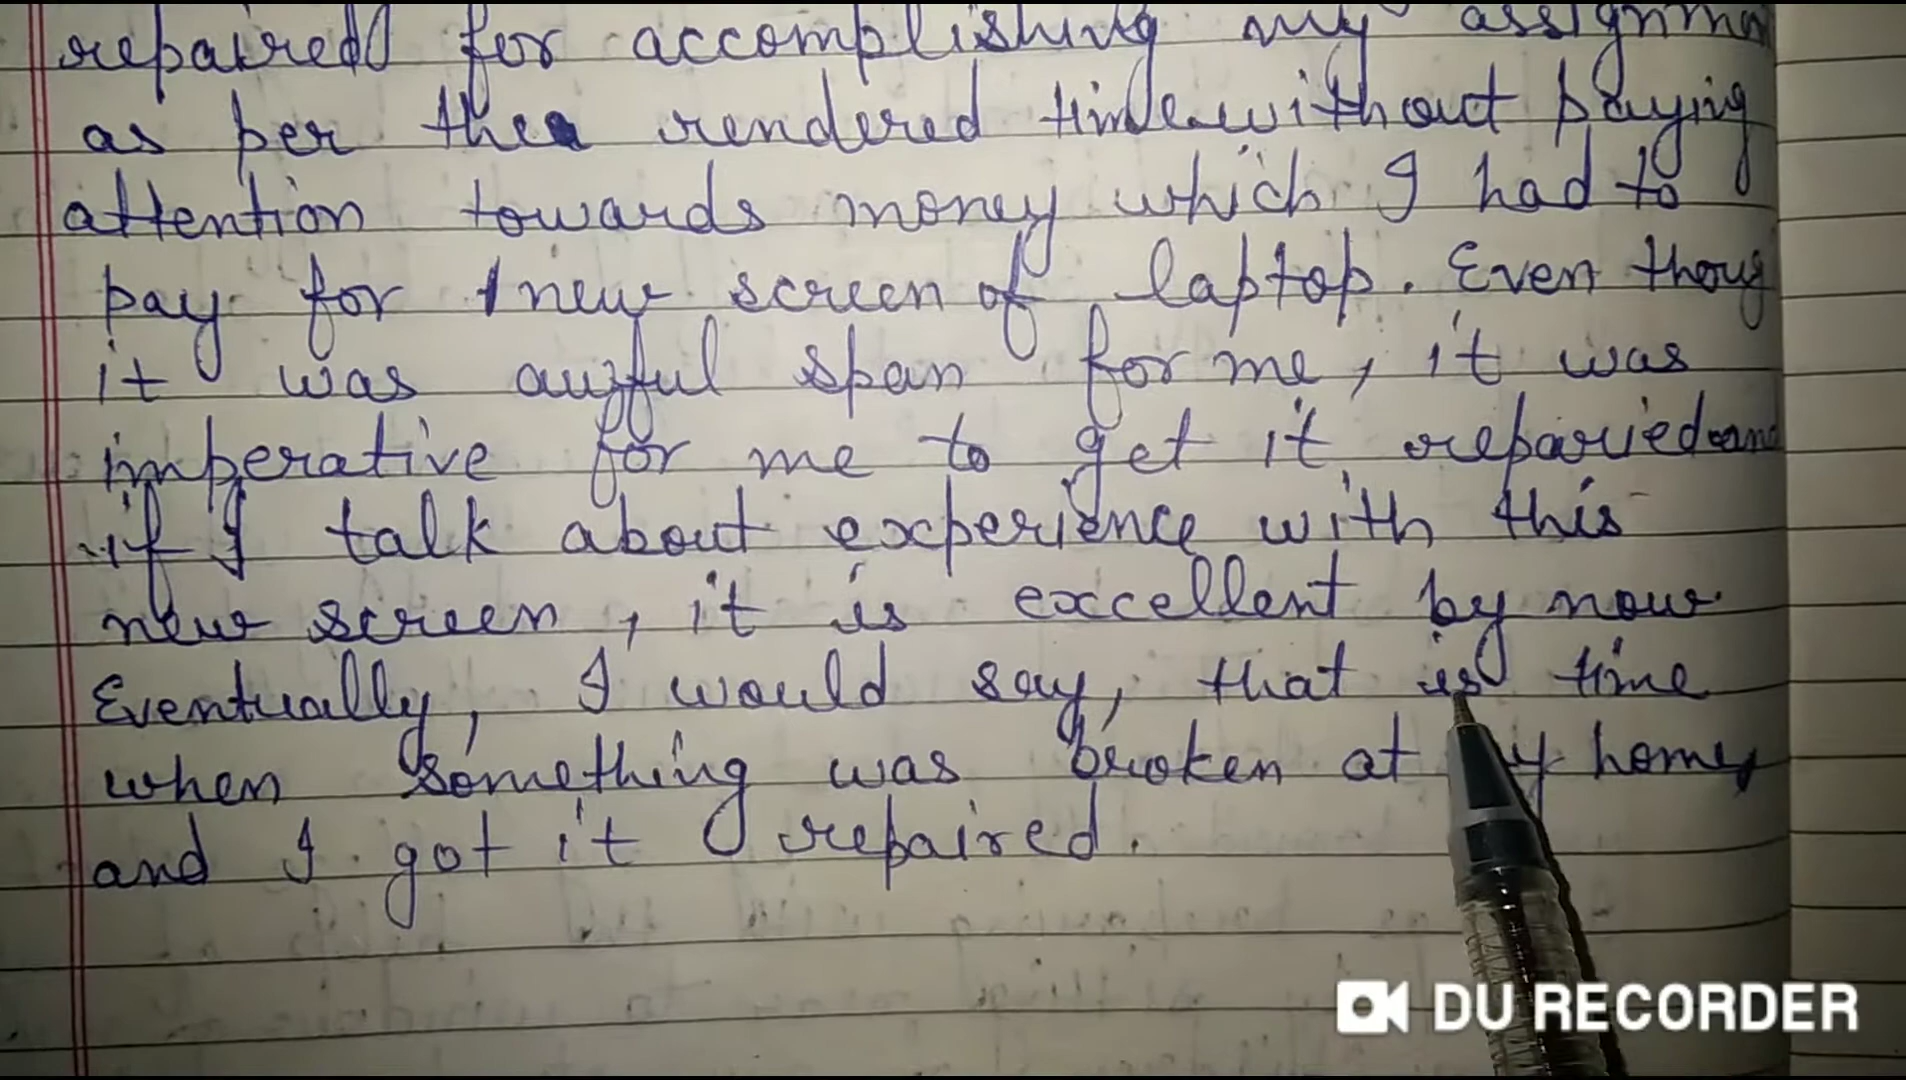 repaired for accomplishing my assignme
as per the rendered time without paying
attention towards money which I had to
pay for 1 new screen of laptop. Even thoug
it was awful span for me, it was
imperative for me to get it reparied and
if I talk about experience with this
new screen, it is excellent by now
Eventually, I would say, that is time
when something was broken at my home,
and I got it repaired.
DU RECORDER